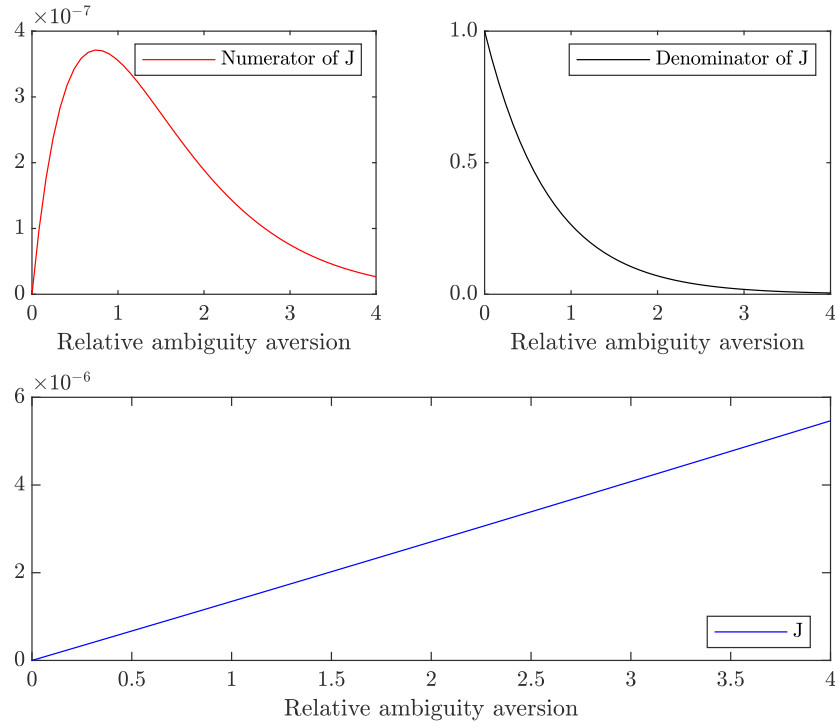 ×10⁻⁷
4
3
2
1
0
Numerator of J
0 1 2 3 4
Relative ambiguity aversion
1.0
0.5
0.0
Denominator of J
0 1 2 3 4
Relative ambiguity aversion
×10⁻⁶
6
4
2
0
J
0 0.5 1 1.5 2 2.5 3 3.5 4
Relative ambiguity aversion